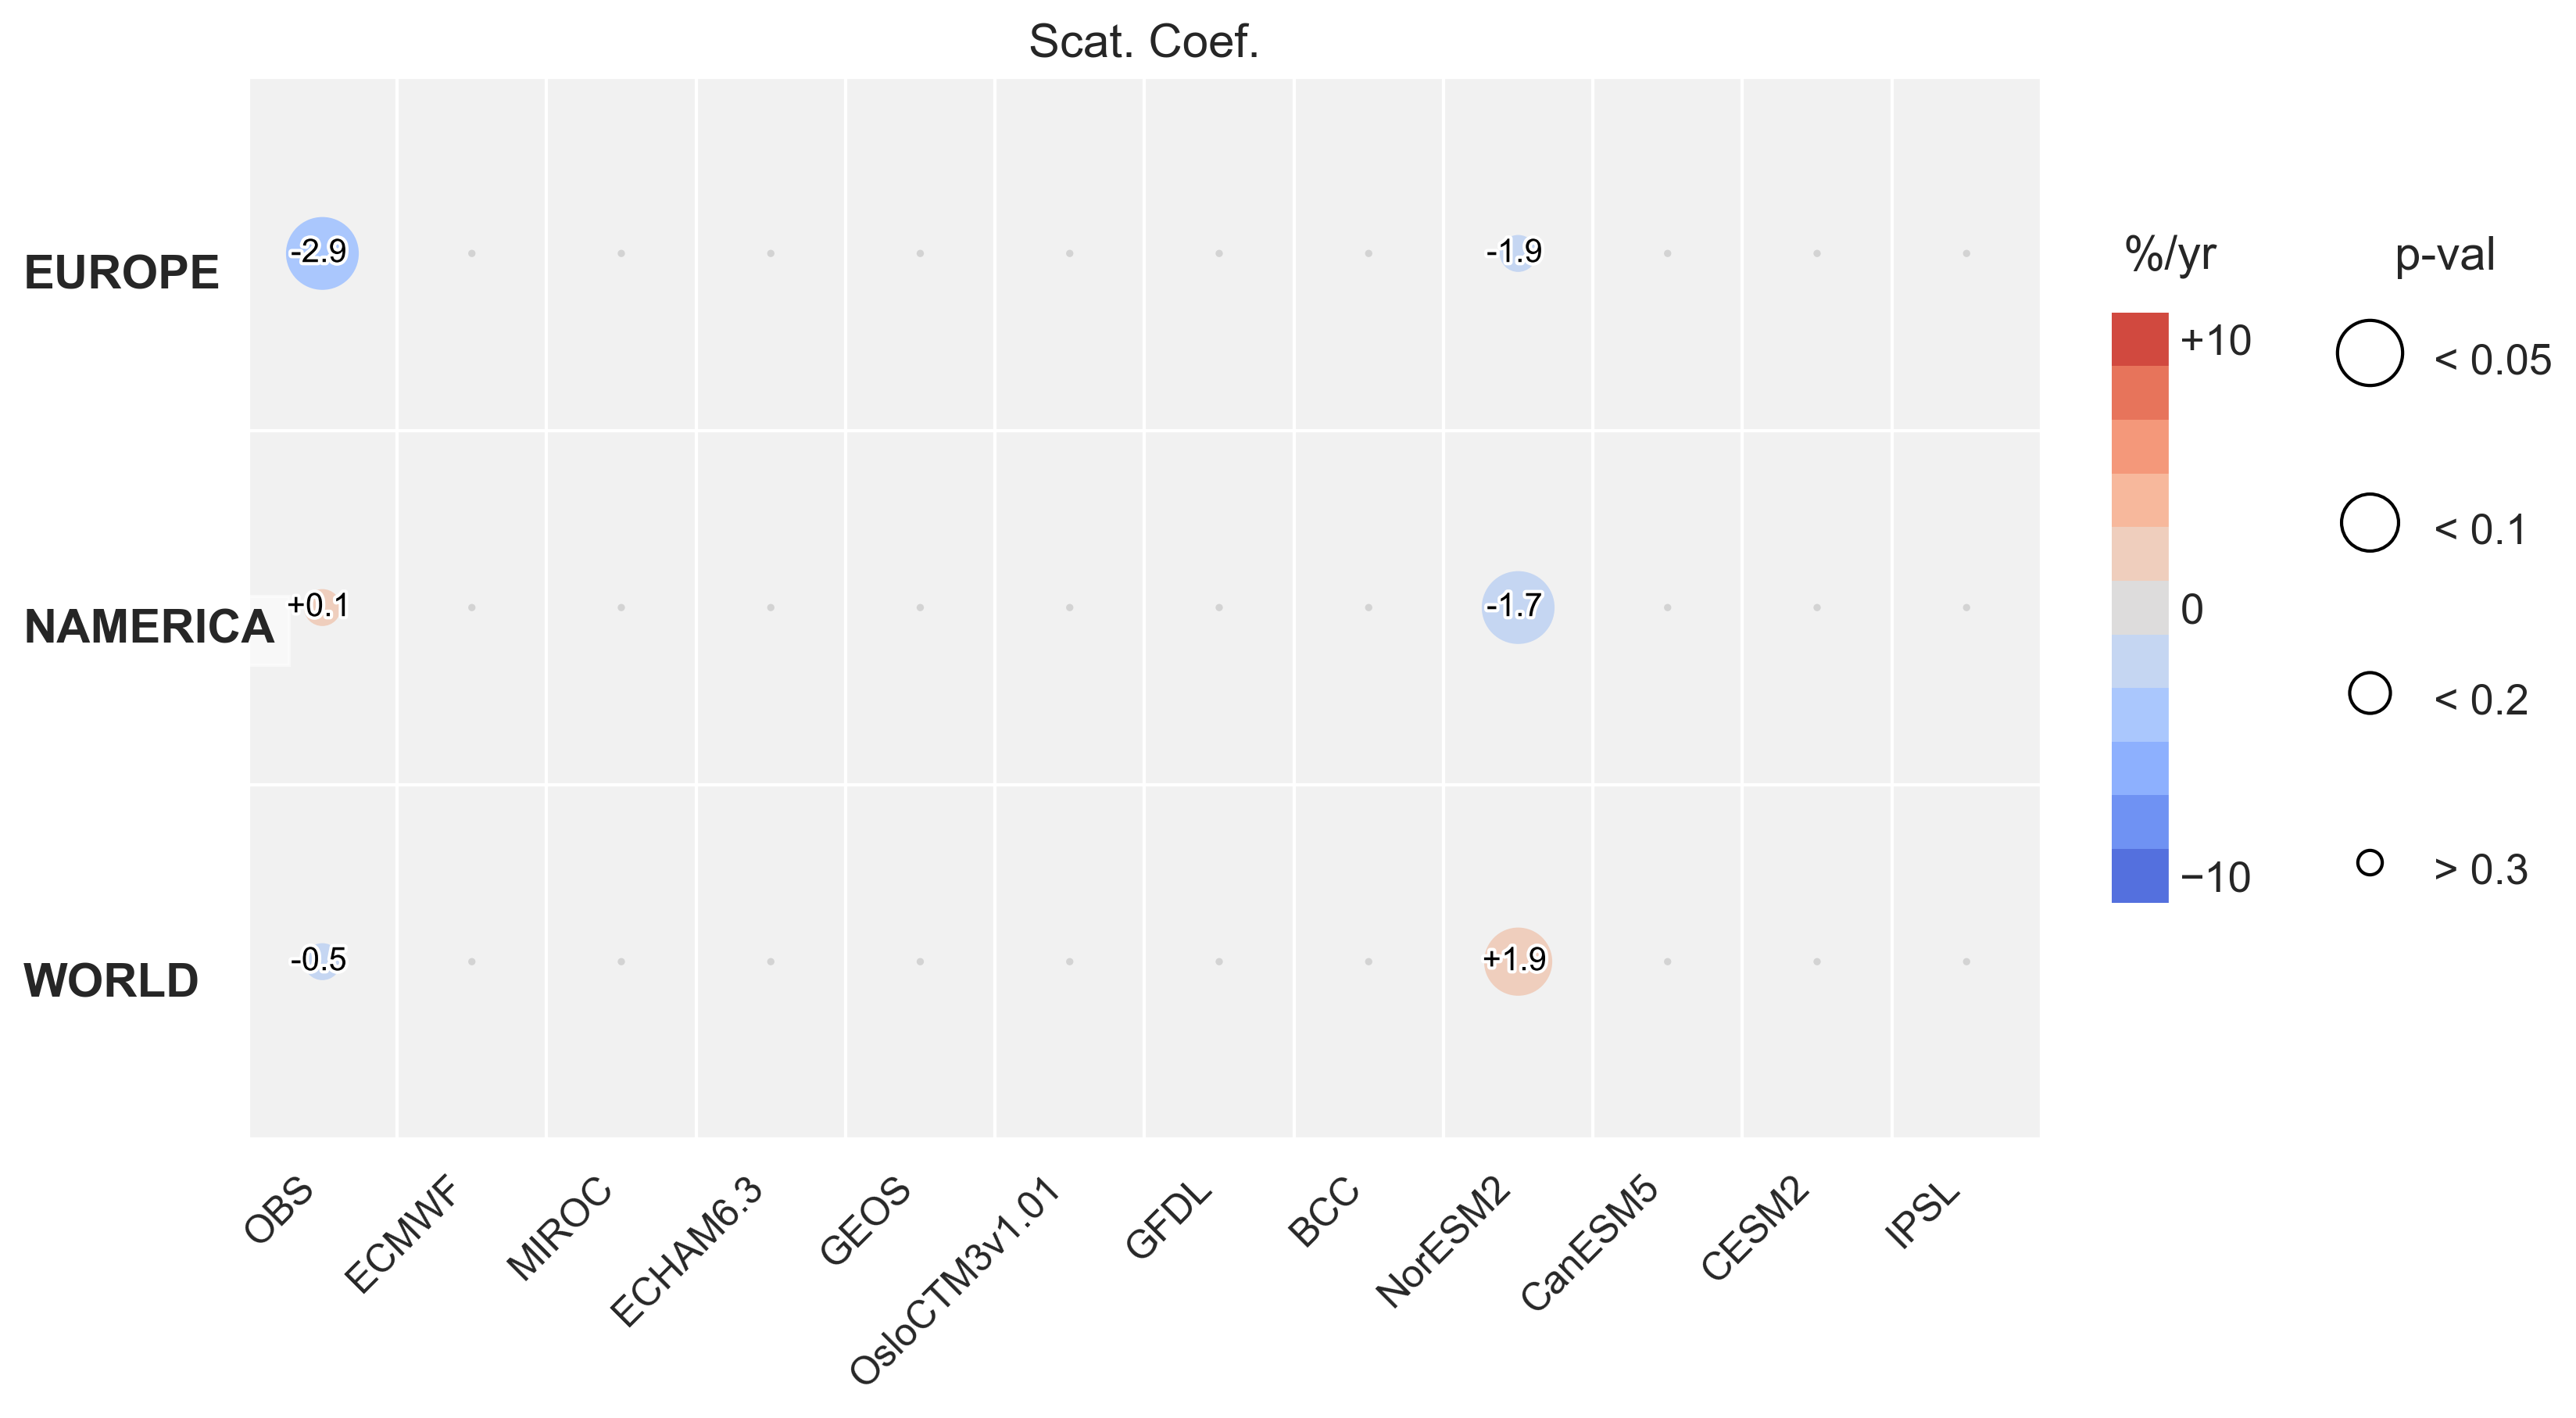 Scat. Coef.
EUROPE
-2.9
-1.9
NAMERICA
+0.1
-1.7
WORLD
-0.5
+1.9
OBS
ECMWF
MIROC
ECHAM6.3
GEOS
OsloCTM3v1.01
GFDL
BCC
NorESM2
CanESM5
CESM2
IPSL
%/yr
+10
0
−10
p-val
< 0.05
< 0.1
< 0.2
> 0.3